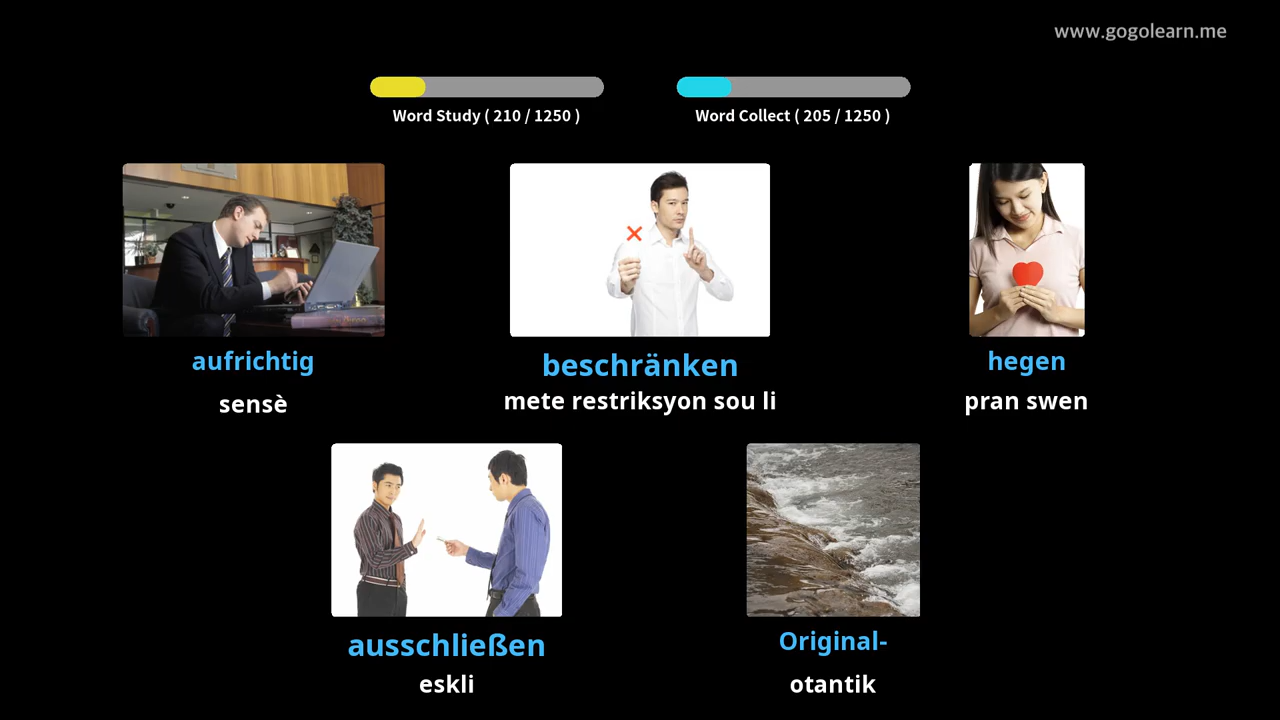 www.gogolearn.me
Word Study ( 210 / 1250 )
Word Collect ( 205 / 1250 )
aufrichtig
sensè
beschränken
mete restriksyon sou li
hegen
pran swen
ausschließen
eskli
Original-
otantik